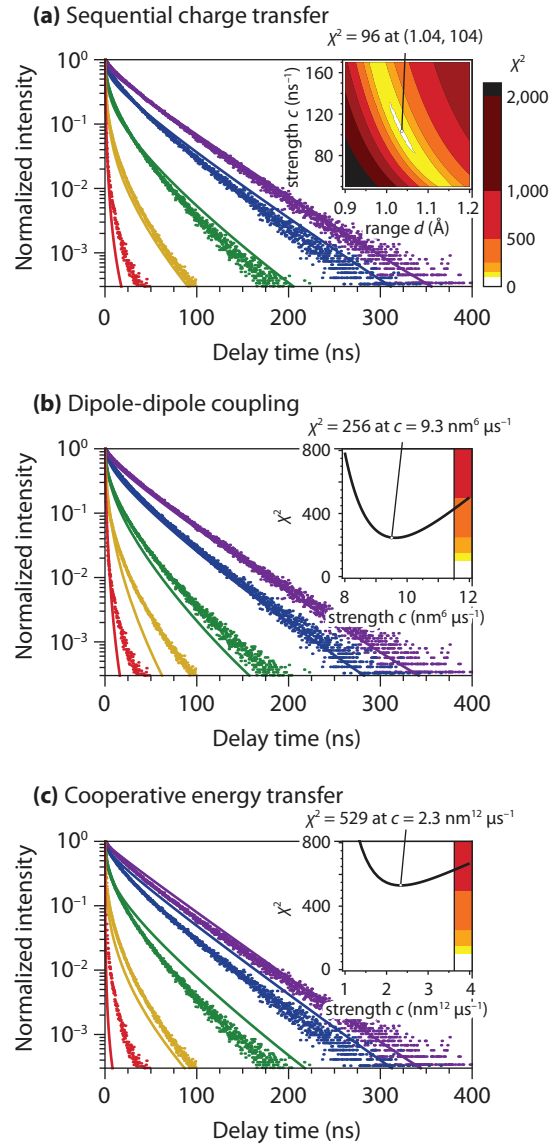 (a) Sequential charge transfer
χ² = 96 at (1.04, 104)
χ²
10⁰
10⁻¹
10⁻²
10⁻³
Normalized intensity
0
100
200
300
400
Delay time (ns)
160
120
80
strength c (ns⁻¹)
0.9
1.0
1.1
1.2
range d (Å)
2,000
1,000
500
0
(b) Dipole-dipole coupling
χ² = 256 at c = 9.3 nm⁶ μs⁻¹
10⁰
10⁻¹
10⁻²
10⁻³
Normalized intensity
0
100
200
300
400
Delay time (ns)
800
400
0
χ²
8
10
12
strength c (nm⁶ μs⁻¹)
(c) Cooperative energy transfer
χ² = 529 at c = 2.3 nm¹² μs⁻¹
10⁰
10⁻¹
10⁻²
10⁻³
Normalized intensity
0
100
200
300
400
Delay time (ns)
800
400
0
χ²
1
2
3
4
strength c (nm¹² μs⁻¹)